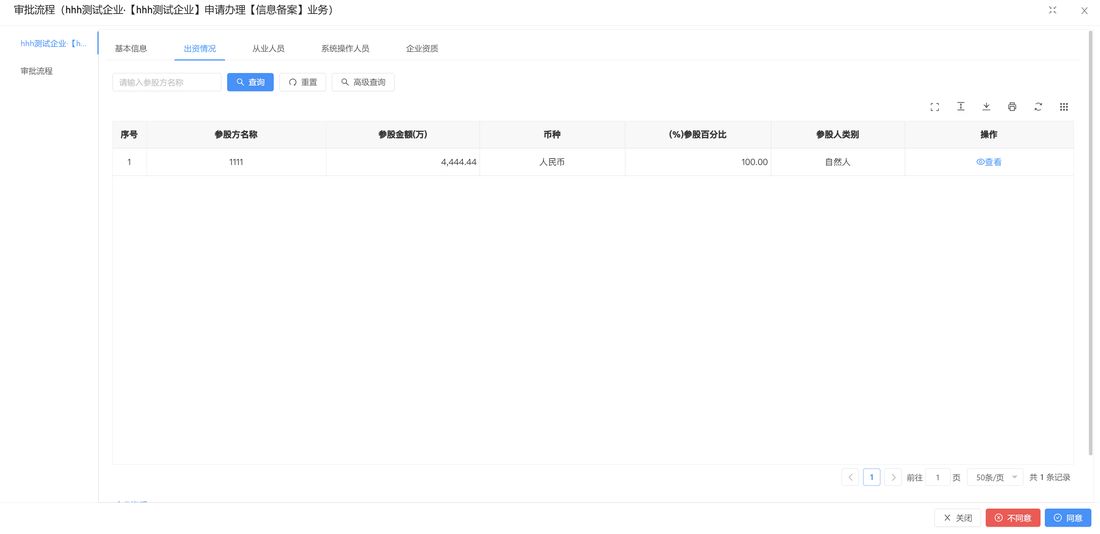 审批流程（hhh测试企业·【hhh测试企业】申请办理【信息备案】业务）
hhh测试企业·【h...
审批流程
基本信息 出资情况 从业人员 系统操作人员 企业资质
请输入参股方名称 查询 重置 高级查询
序号 参股方名称 参股金额(万) 币种 (%)参股百分比 参股人类别 操作
1 1111 4,444.44 人民币 100.00 自然人 查看
1 前往 1 页 50条/页 共 1 条记录
关闭 不同意 同意